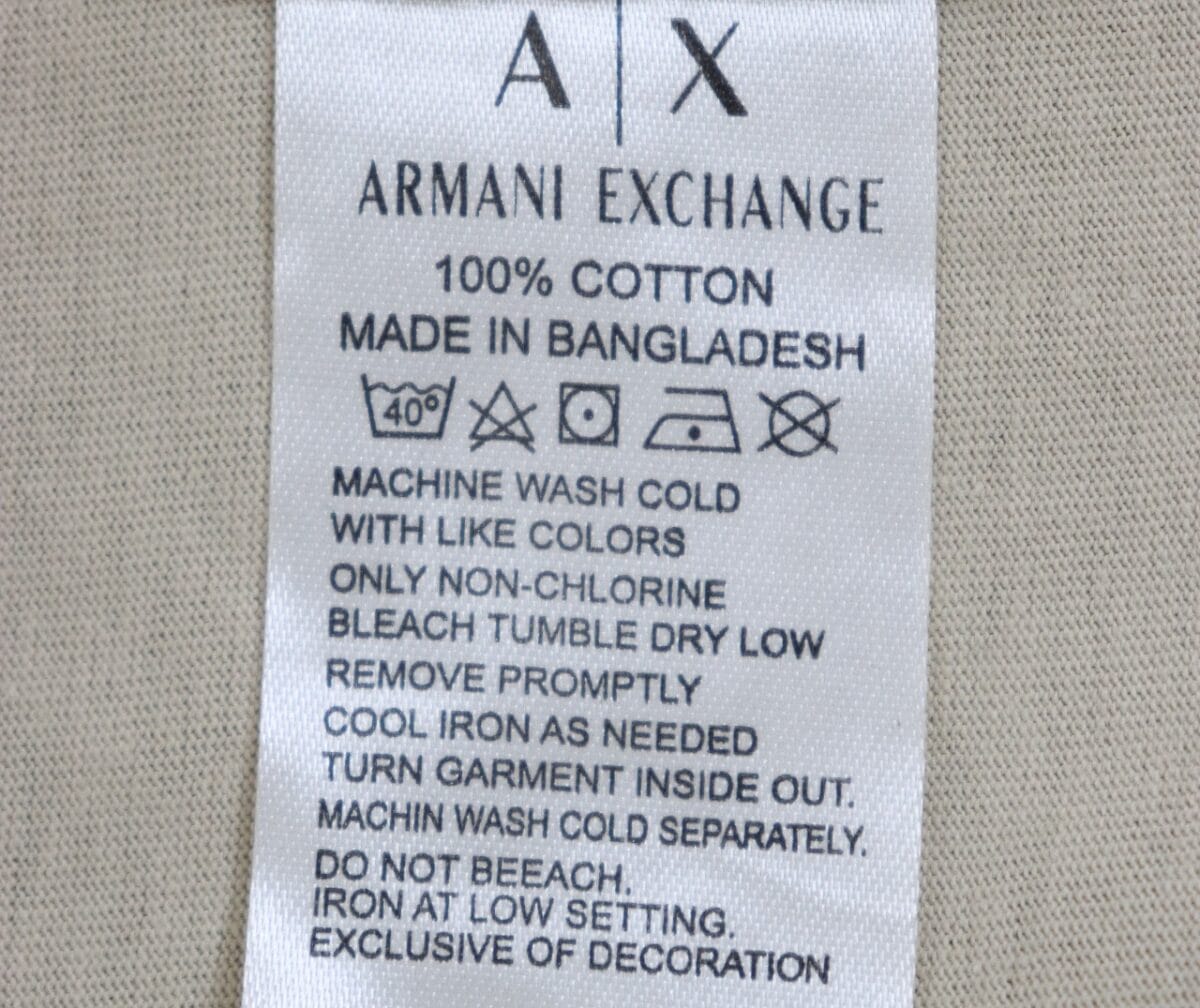 A|X
ARMANI EXCHANGE
100% COTTON
MADE IN BANGLADESH
40°
MACHINE WASH COLD
WITH LIKE COLORS
ONLY NON-CHLORINE
BLEACH TUMBLE DRY LOW
REMOVE PROMPTLY
COOL IRON AS NEEDED
TURN GARMENT INSIDE OUT.
MACHIN WASH COLD SEPARATELY.
DO NOT BEEACH.
IRON AT LOW SETTING.
EXCLUSIVE OF DECORATION